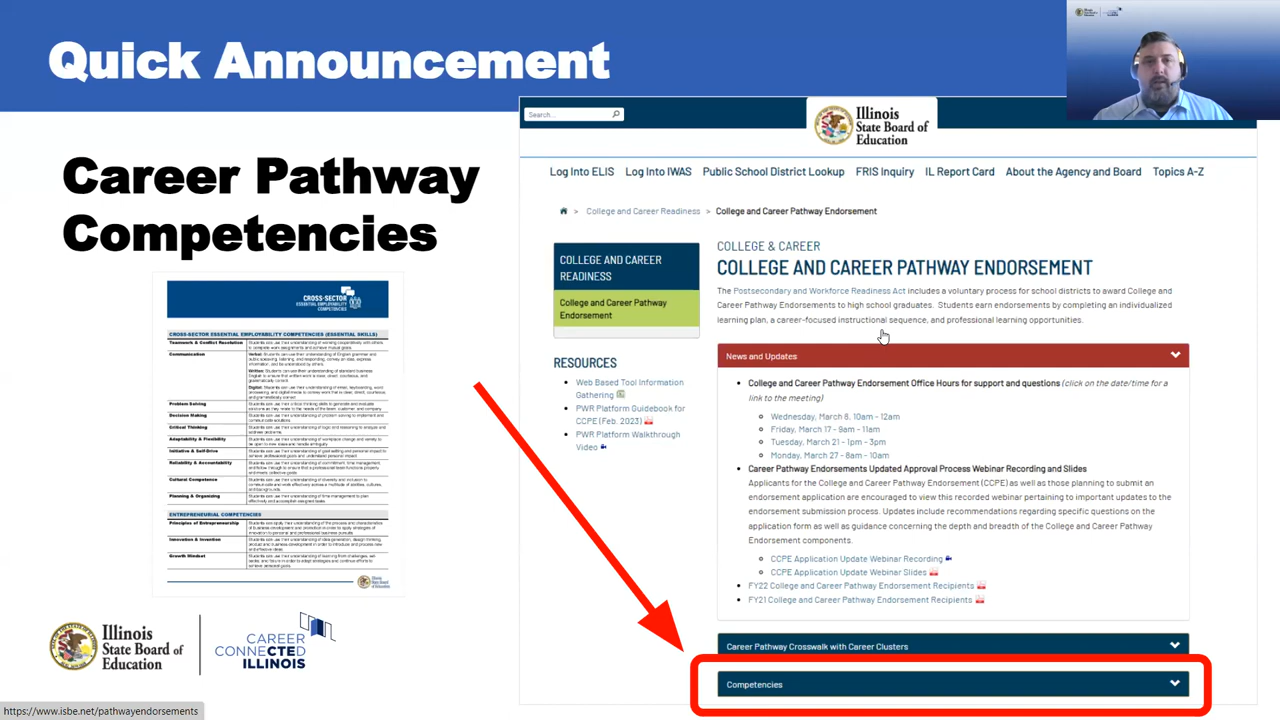 Quick Announcement
Career Pathway
Competencies
CROSS-SECTOR
ESSENTIAL EMPLOYABILITY
COMPETENCIES
CROSS-SECTOR ESSENTIAL EMPLOYABILITY COMPETENCIES (ESSENTIAL SKILLS)
Teamwork & Conflict Resolution
Communication
Problem Solving
Decision Making
Critical Thinking
Adaptability & Flexibility
Initiative & Self-Drive
Reliability & Accountability
Cultural Competence
Planning & Organizing
ENTREPRENEURIAL COMPETENCIES
Principles of Entrepreneurship
Innovation & Invention
Growth Mindset
Illinois
State Board of
Education
CAREER
CONNECTED
ILLINOIS
https://www.isbe.net/pathwayendorsements
Search...
Illinois
State Board of
Education
Log Into ELIS Log Into IWAS Public School District Lookup FRIS Inquiry IL Report Card About the Agency and Board Topics A-Z
> College and Career Readiness > College and Career Pathway Endorsement
COLLEGE AND CAREER
READINESS
College and Career Pathway
Endorsement
RESOURCES
Web Based Tool Information
Gathering
PWR Platform Guidebook for
CCPE (Feb. 2023)
PWR Platform Walkthrough
Video
COLLEGE & CAREER
COLLEGE AND CAREER PATHWAY ENDORSEMENT
The Postsecondary and Workforce Readiness Act includes a voluntary process for school districts to award College and
Career Pathway Endorsements to high school graduates. Students earn endorsements by completing an individualized
learning plan, a career-focused instructional sequence, and professional learning opportunities.
News and Updates
College and Career Pathway Endorsement Office Hours for support and questions (click on the date/time for a
link to the meeting)
Wednesday, March 8, 10am - 12am
Friday, March 17 - 9am - 11am
Tuesday, March 21 - 1pm - 3pm
Monday, March 27 - 8am - 10am
Career Pathway Endorsements Updated Approval Process Webinar Recording and Slides
Applicants for the College and Career Pathway Endorsement (CCPE) as well as those planning to submit an
endorsement application are encouraged to view this recorded webinar pertaining to important updates to the
endorsement submission process. Updates include recommendations regarding specific questions on the
application form as well as guidance concerning the depth and breadth of the College and Career Pathway
Endorsement components.
CCPE Application Update Webinar Recording
CCPE Application Update Webinar Slides
FY22 College and Career Pathway Endorsement Recipients
FY21 College and Career Pathway Endorsement Recipients
Career Pathway Crosswalk with Career Clusters
Competencies